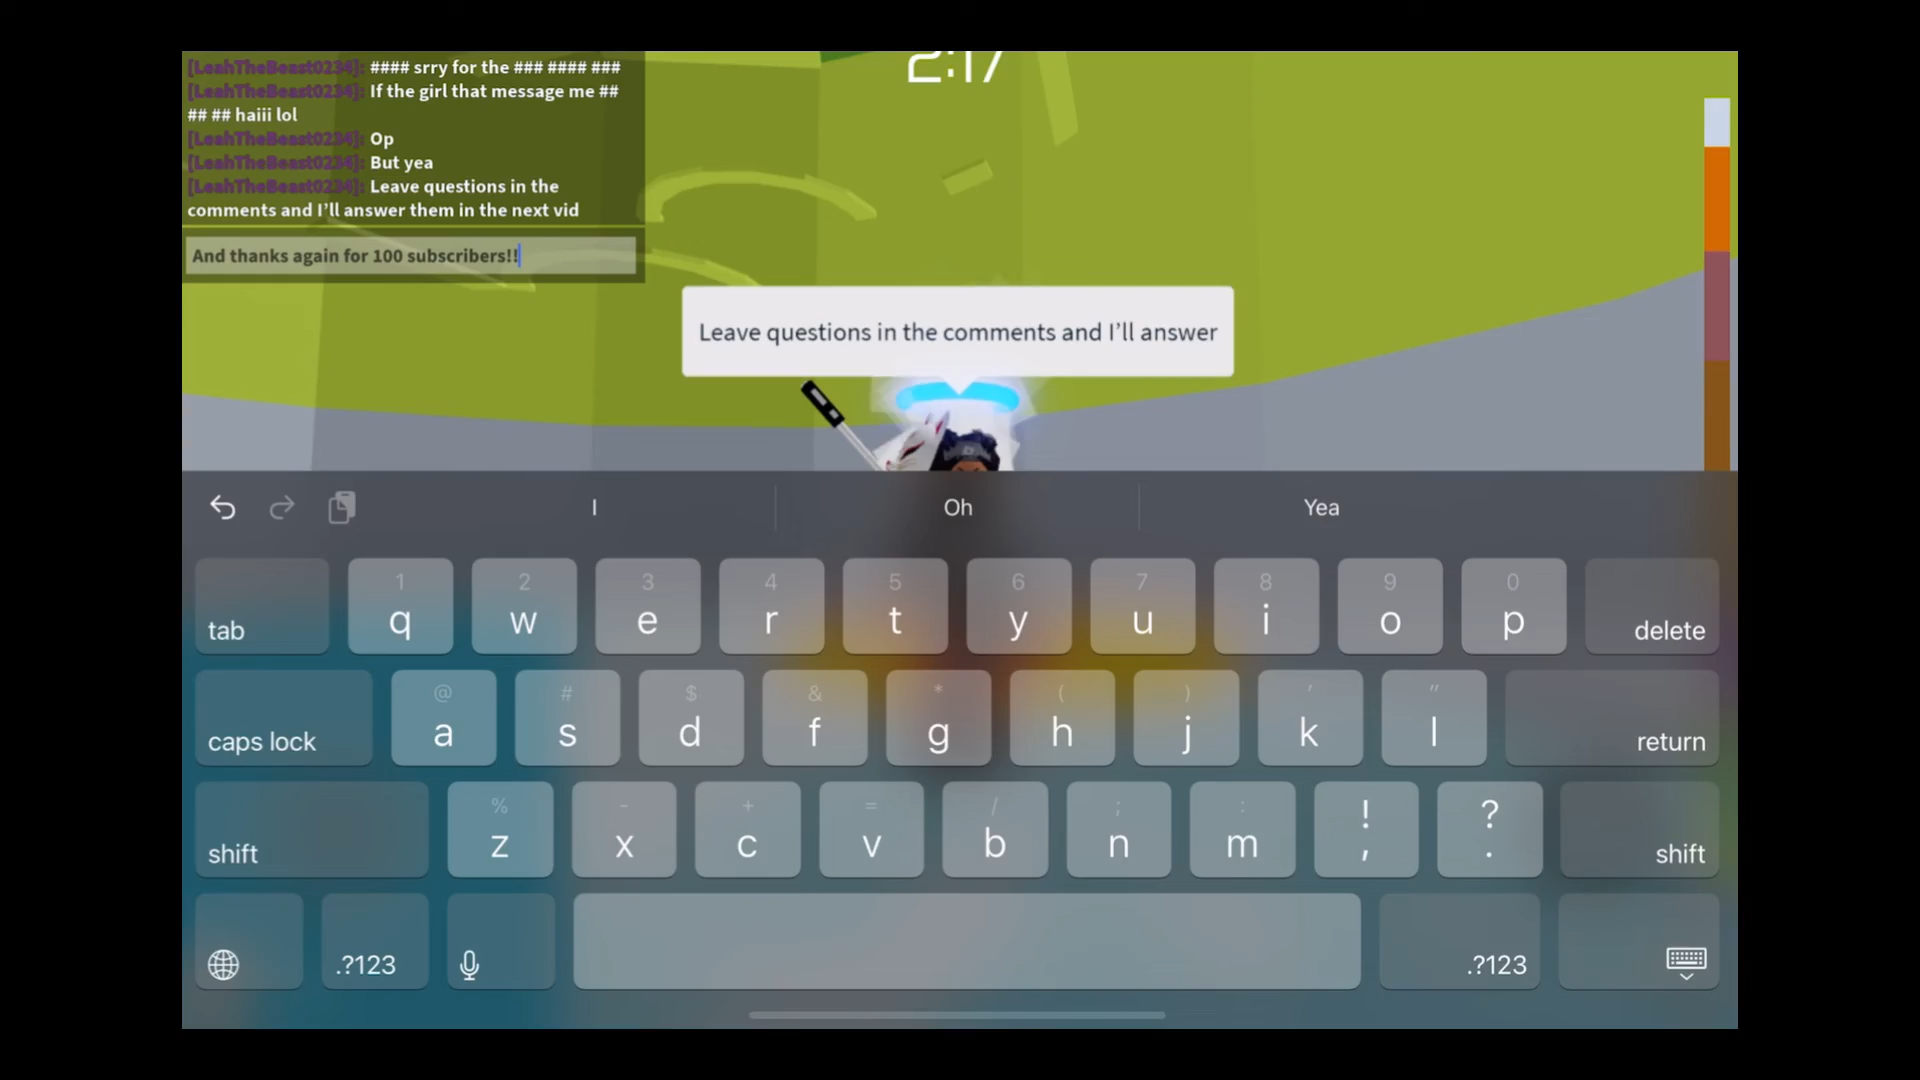 2:17
[LeahTheBeast0234]: #### srry for the ### #### ###
[LeahTheBeast0234]: If the girl that message me ##
## ## haiii lol
[LeahTheBeast0234]: Op
[LeahTheBeast0234]: But yea
[LeahTheBeast0234]: Leave questions in the
comments and I’ll answer them in the next vid
And thanks again for 100 subscribers!!
Leave questions in the comments and I’ll answer
I Oh Yea
1 2 3 4 5 6 7 8 9 0
tab q w e r t y u i o p delete
@ # $ & * ( ) ' "
caps lock a s d f g h j k l return
% - + = / ; : ! ?
shift z x c v b n m , . shift
.?123 .?123